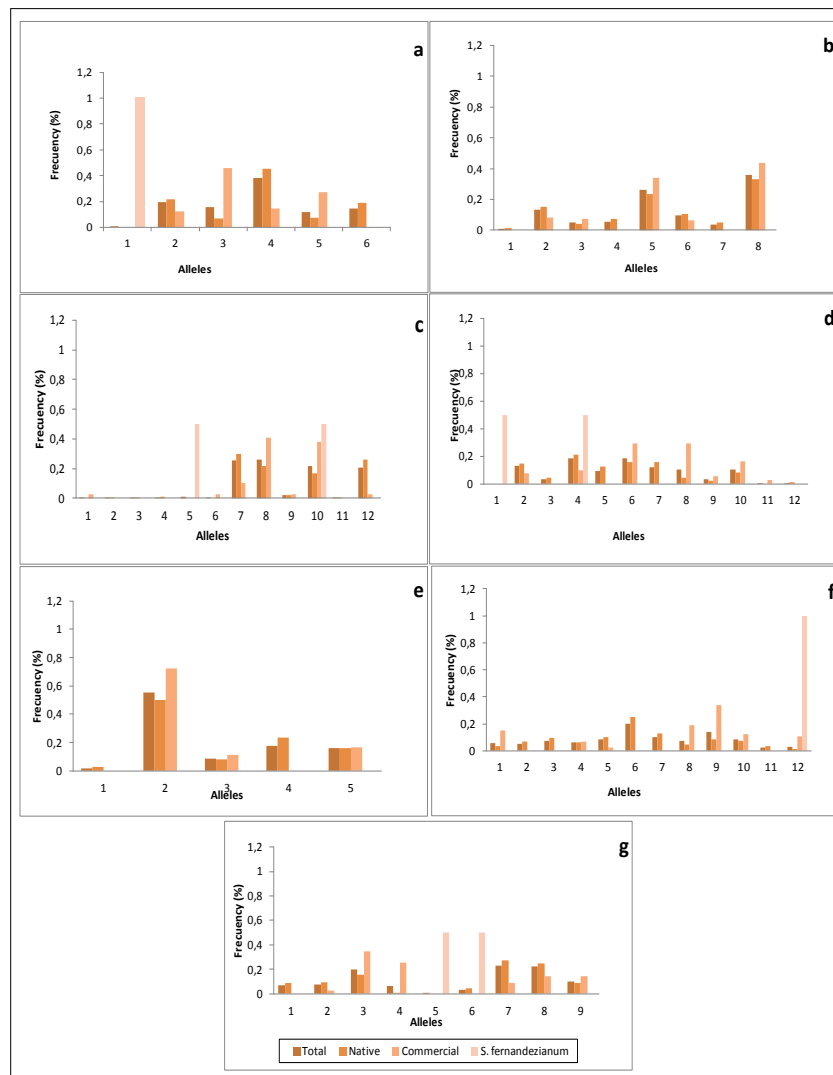 a
1,2
1
0,8
0,6
0,4
0,2
0
Frecuency (%)
1 2 3 4 5 6
Alleles
b
1,2
1
0,8
0,6
0,4
0,2
0
Frecuency (%)
1 2 3 4 5 6 7 8
Alleles
c
1,2
1
0,8
0,6
0,4
0,2
0
Frecuency (%)
1 2 3 4 5 6 7 8 9 10 11 12
Alleles
d
1,2
1
0,8
0,6
0,4
0,2
0
Frecuency (%)
1 2 3 4 5 6 7 8 9 10 11 12
Alleles
e
1,2
1
0,8
0,6
0,4
0,2
0
Frecuency (%)
1 2 3 4 5
Alleles
f
1,2
1
0,8
0,6
0,4
0,2
0
Frecuency (%)
1 2 3 4 5 6 7 8 9 10 11 12
Alleles
g
1,2
1
0,8
0,6
0,4
0,2
0
Frecuency (%)
1 2 3 4 5 6 7 8 9
Alleles
Total Native Commercial S. fernandezianum